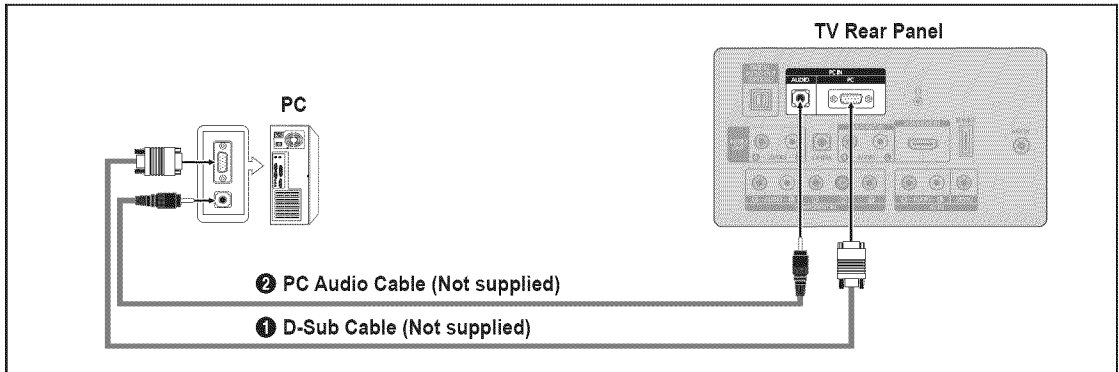 TV Rear Panel
PC IN
AUDIO
PC
PC
❷ PC Audio Cable (Not supplied)
❶ D-Sub Cable (Not supplied)